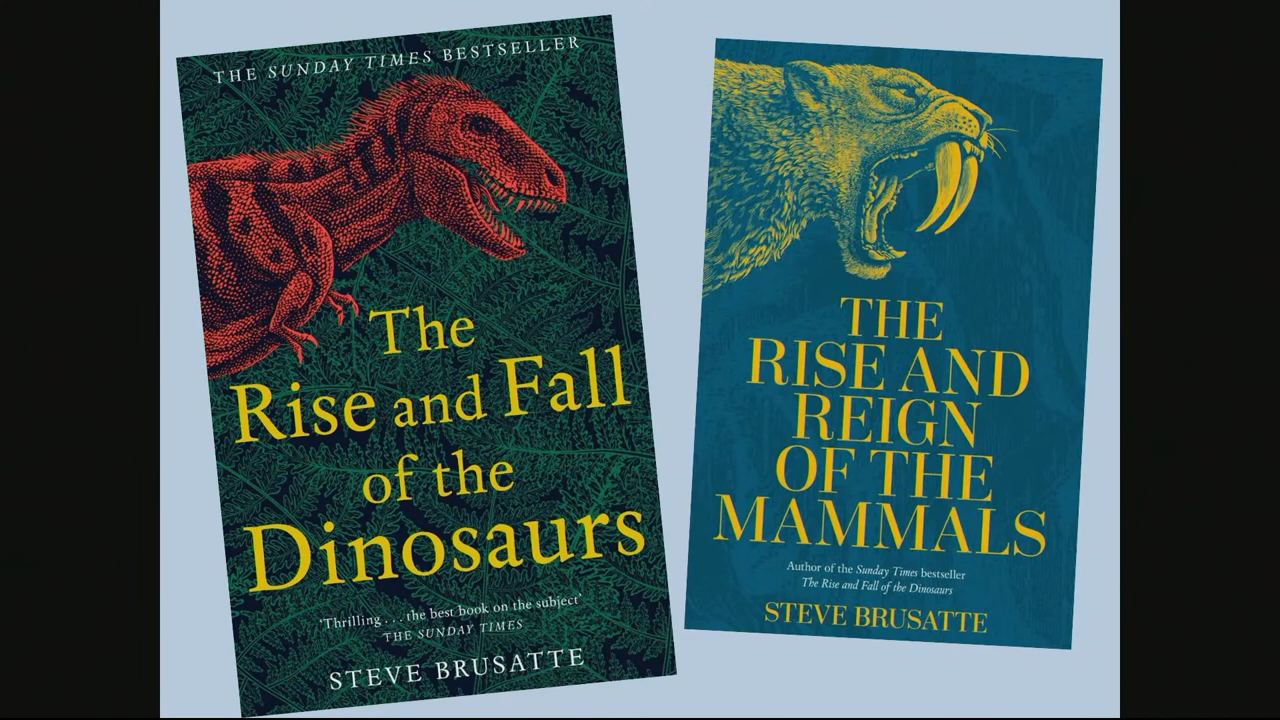 THE SUNDAY TIMES BESTSELLER
The
Rise and Fall
of the
Dinosaurs
'Thrilling . . . the best book on the subject'
THE SUNDAY TIMES
STEVE BRUSATTE
THE
RISE AND
REIGN
OF THE
MAMMALS
Author of the Sunday Times bestseller
The Rise and Fall of the Dinosaurs
STEVE BRUSATTE